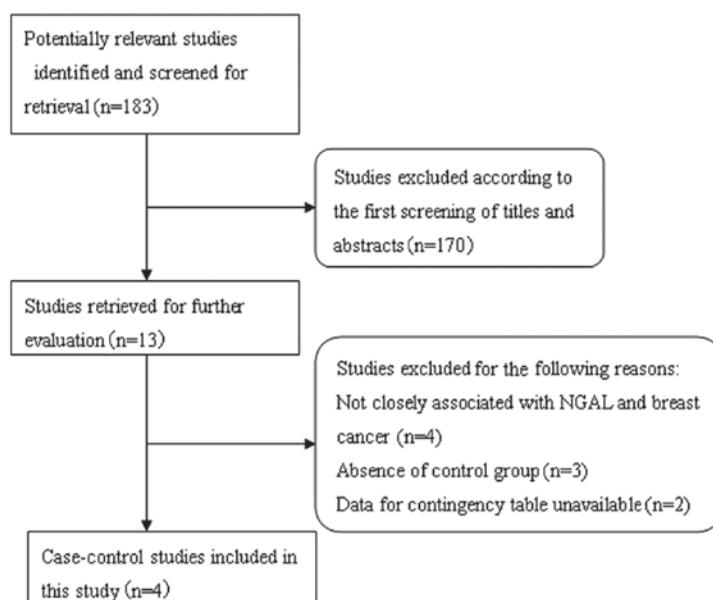 Potentially relevant studies
identified and screened for
retrieval (n=183)
Studies excluded according to
the first screening of titles and
abstracts (n=170)
Studies retrieved for further
evaluation (n=13)
Studies excluded for the following reasons:
Not closely associated with NGAL and breast
cancer (n=4)
Absence of control group (n=3)
Data for contingency table unavailable (n=2)
Case-control studies included in
this study (n=4)